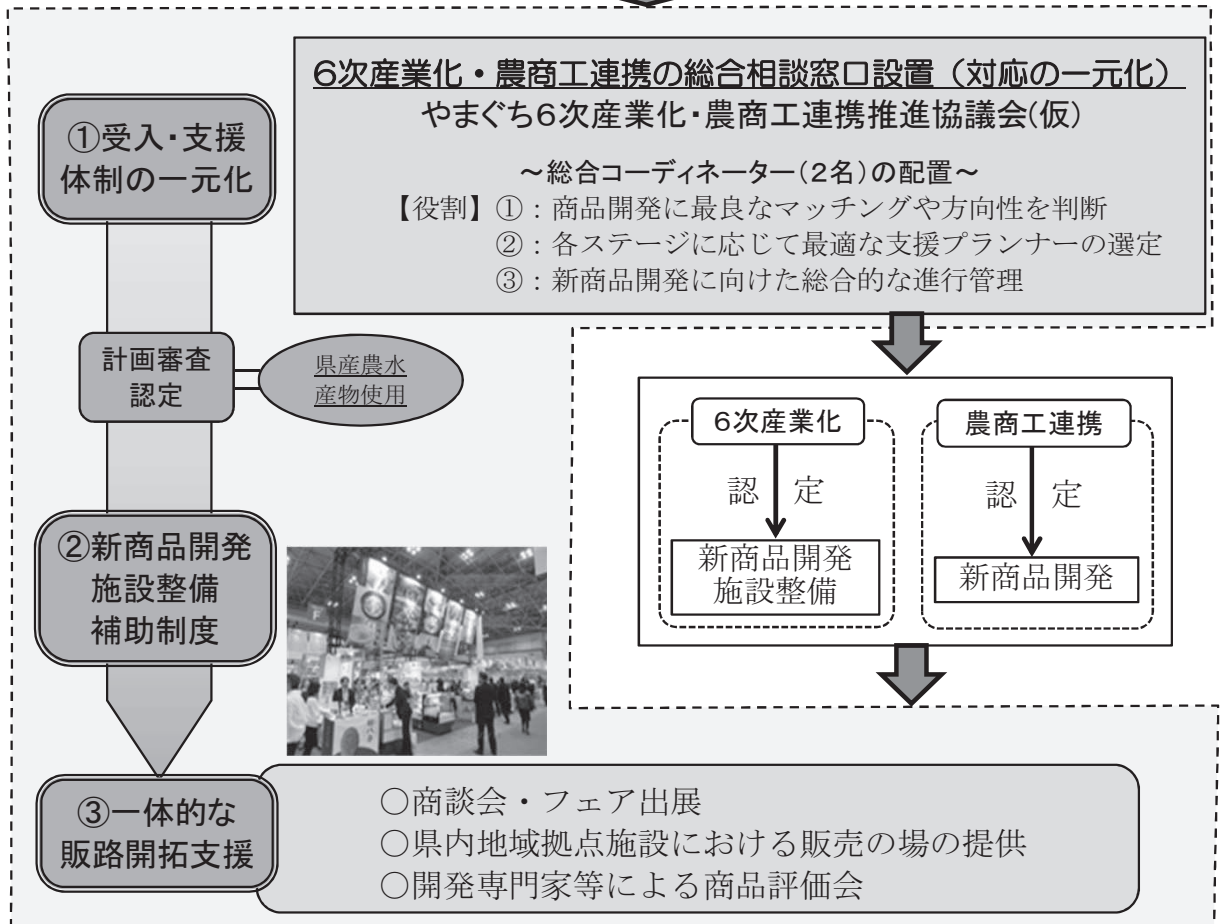 6次産業化・農商工連携の総合相談窓口設置（対応の一元化）
やまぐち6次産業化・農商工連携推進協議会(仮)
～総合コーディネーター(2名)の配置～
【役割】①：商品開発に最良なマッチングや方向性を判断
②：各ステージに応じて最適な支援プランナーの選定
③：新商品開発に向けた総合的な進行管理
①受入・支援
体制の一元化
計画審査
認定
県産農水
産物使用
6次産業化
認 定
新商品開発
施設整備
農商工連携
認 定
新商品開発
②新商品開発
施設整備
補助制度
③一体的な
販路開拓支援
○商談会・フェア出展
○県内地域拠点施設における販売の場の提供
○開発専門家等による商品評価会